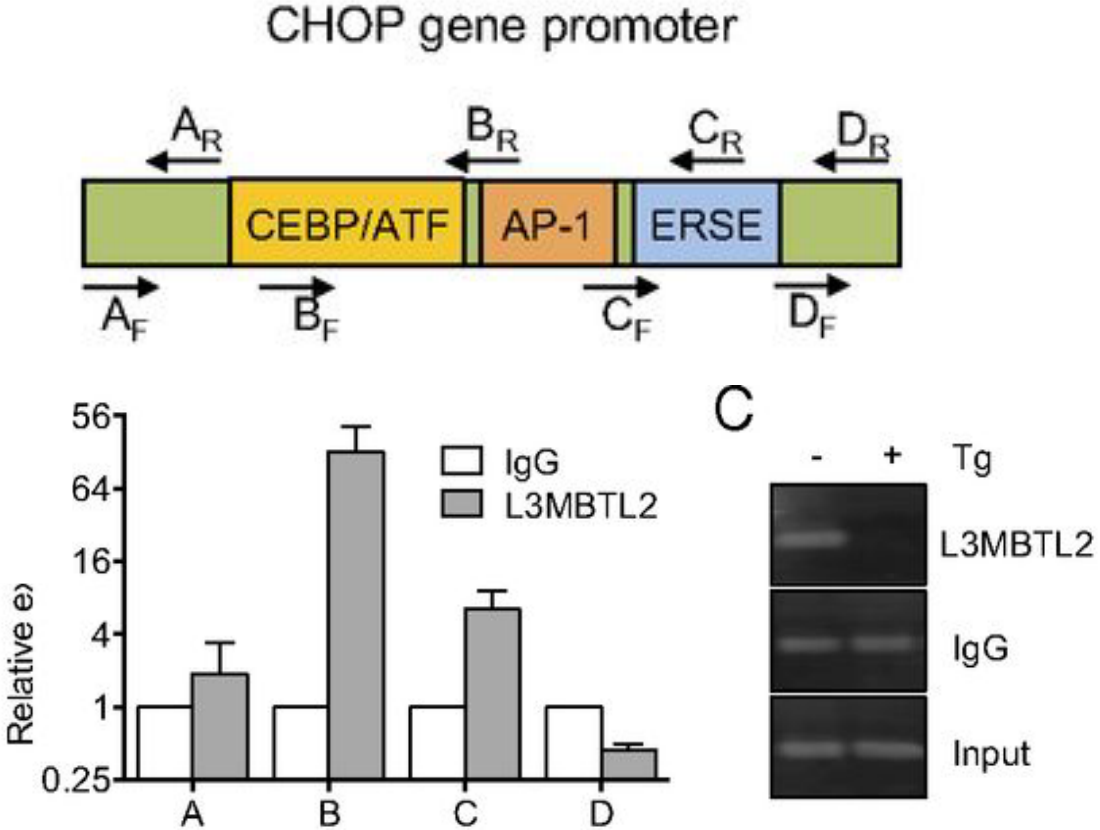 CHOP gene promoter
AR BR CR DR
CEBP/ATF AP-1 ERSE
AF BF CF DF
56
64
16
4
1
0.25
Relative e
IgG
L3MBTL2
A B C D
C
- + Tg
L3MBTL2
IgG
Input